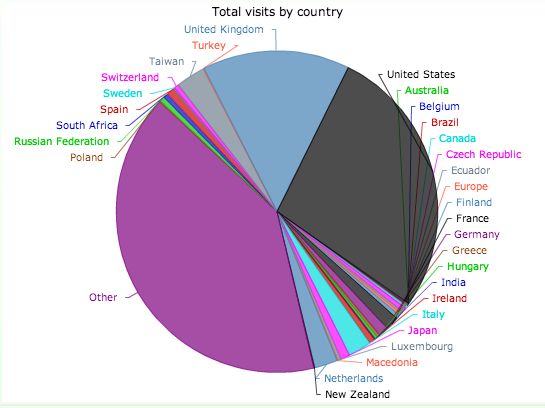 Total visits by country
United Kingdom
Turkey
Taiwan
Switzerland
Sweden
Spain
South Africa
Russian Federation
Poland
Other
United States
Australia
Belgium
Brazil
Canada
Czech Republic
Ecuador
Europe
Finland
France
Germany
Greece
Hungary
India
Ireland
Italy
Japan
Luxembourg
Macedonia
Netherlands
New Zealand